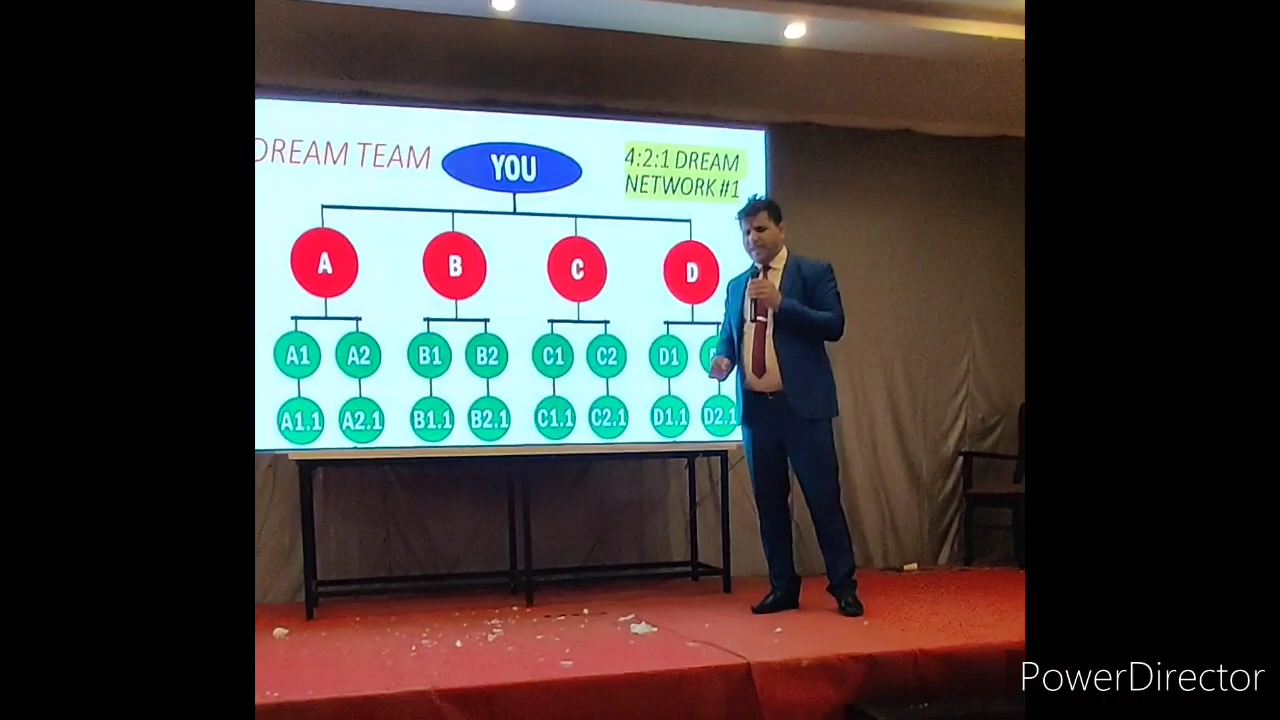 DREAM TEAM
YOU
4:2:1 DREAM
NETWORK #1
A
B
C
D
A1
A2
B1
B2
C1
C2
D1
A1.1
A2.1
B1.1
B2.1
C1.1
C2.1
D1.1
D2.1
PowerDirector